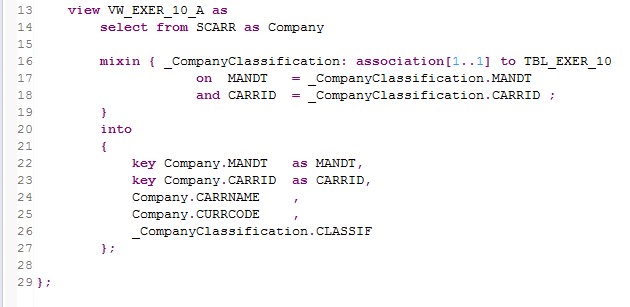 13 view VW_EXER_10_A as
14 select from SCARR as Company
15
16 mixin { _CompanyClassification: association[1..1] to TBL_EXER_10
17 on MANDT = _CompanyClassification.MANDT
18 and CARRID = _CompanyClassification.CARRID ;
19 }
20 into
21 {
22 key Company.MANDT as MANDT,
23 key Company.CARRID as CARRID,
24 Company.CARRNAME ,
25 Company.CURRCODE ,
26 _CompanyClassification.CLASSIF
27 };
28
29 };